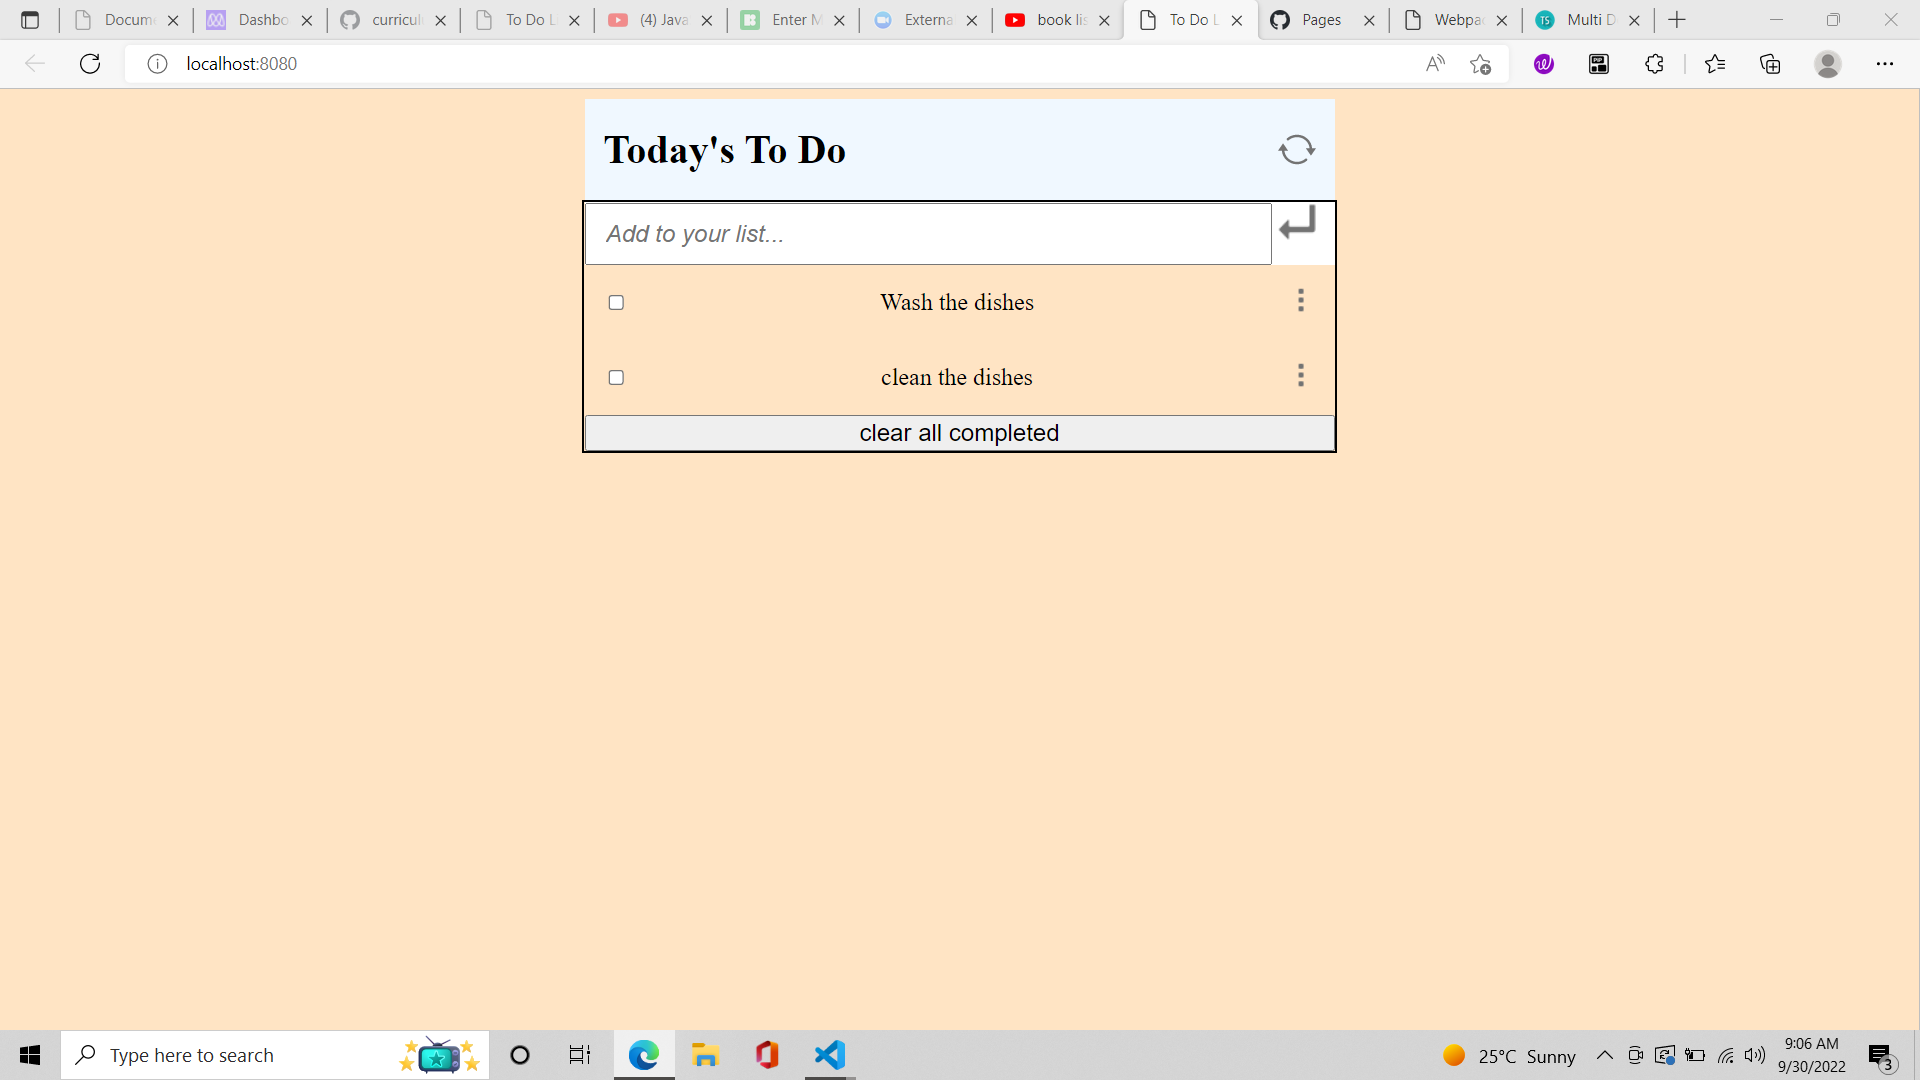 Docum
Dashbo
curricul
To Do L
(4) Java
Enter M
Externa
book lis
To Do L
Pages
Webpac
Multi D
localhost:8080
Today's To Do
Add to your list...
Wash the dishes
clean the dishes
clear all completed
Type here to search
25°C Sunny
9:06 AM
9/30/2022
3